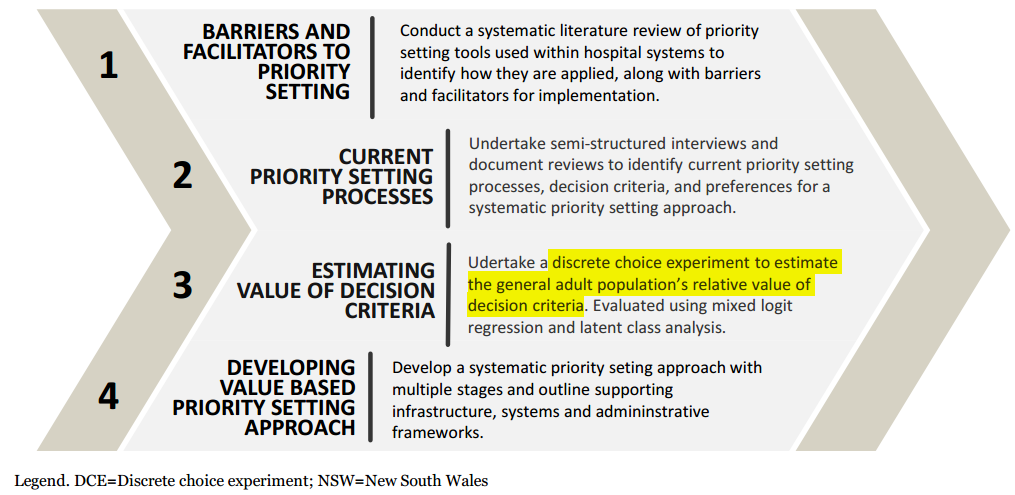 1
BARRIERS AND
FACILITATORS TO
PRIORITY
SETTING
Conduct a systematic literature review of priority
setting tools used within hospital systems to
identify how they are applied, along with barriers
and facilitators for implementation.
2
CURRENT
PRIORITY SETTING
PROCESSES
Undertake semi-structured interviews and
document reviews to identify current priority setting
processes, decision criteria, and preferences for a
systematic priority setting approach.
3
ESTIMATING
VALUE OF DECISION
CRITERIA
Udertake a discrete choice experiment to estimate
the general adult population’s relative value of
decision criteria. Evaluated using mixed logit
regression and latent class analysis.
4
DEVELOPING
VALUE BASED
PRIORITY SETTING
APPROACH
Develop a systematic priority seting approach with
multiple stages and outline supporting
infrastructure, systems and admininstrative
frameworks.
Legend. DCE=Discrete choice experiment; NSW=New South Wales